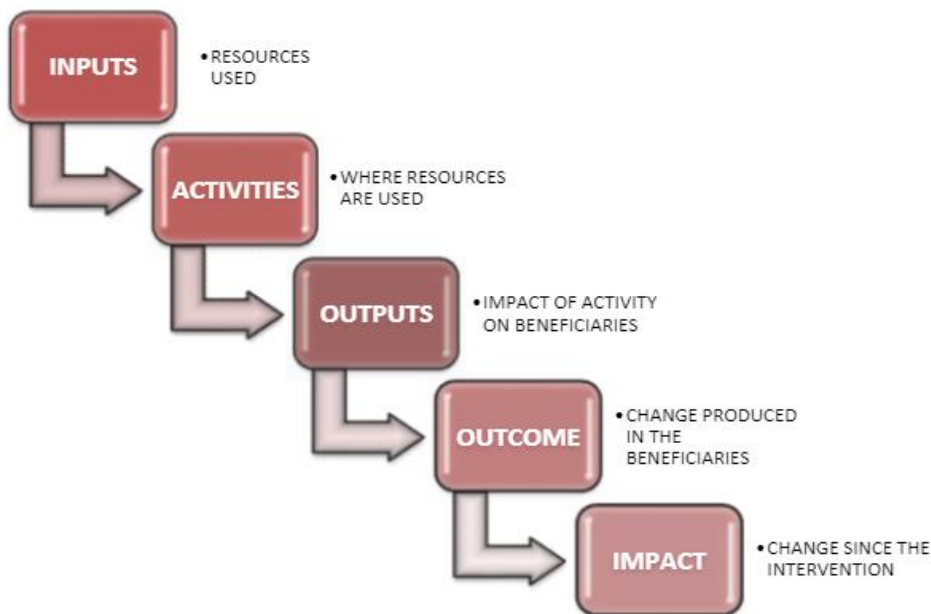 INPUTS
•RESOURCES
USED
ACTIVITIES
•WHERE RESOURCES
ARE USED
OUTPUTS
•IMPACT OF ACTIVITY
ON BENEFICIARIES
OUTCOME
•CHANGE PRODUCED
IN THE
BENEFICIARIES
IMPACT
•CHANGE SINCE THE
INTERVENTION